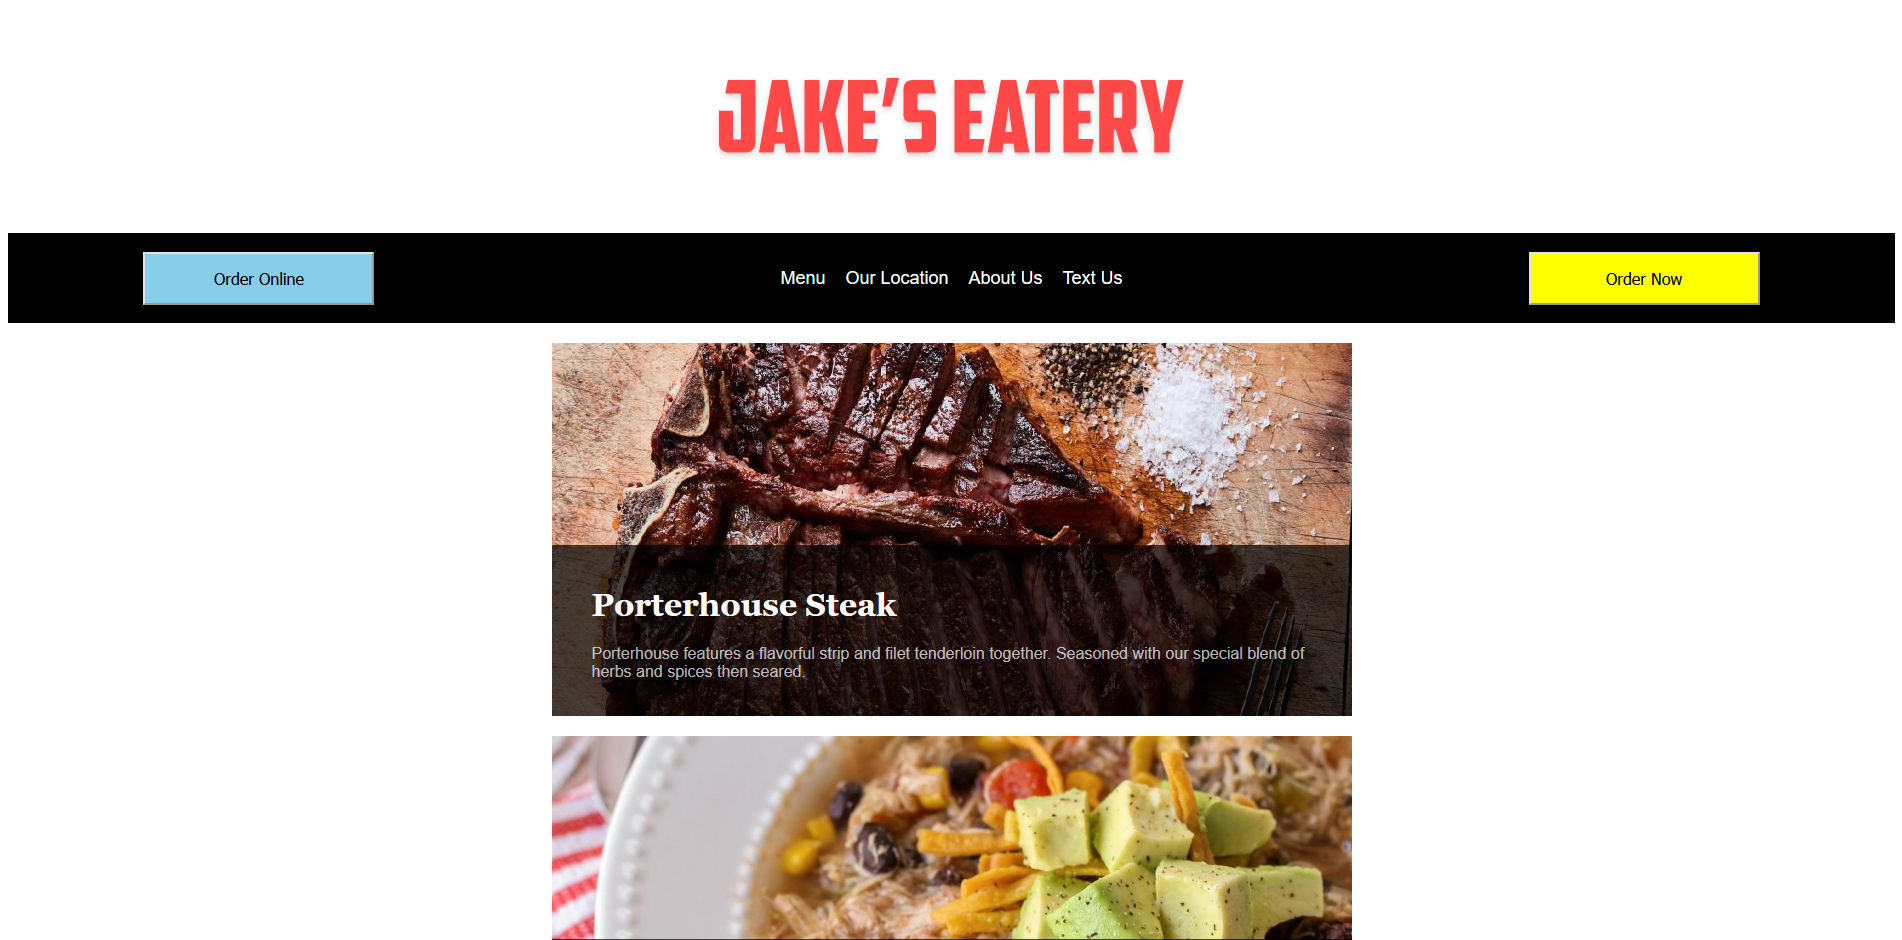 JAKE'S EATERY
Order Online
Menu
Our Location
About Us
Text Us
Order Now
Porterhouse Steak
Porterhouse features a flavorful strip and filet tenderloin together. Seasoned with our special blend of
herbs and spices then seared.